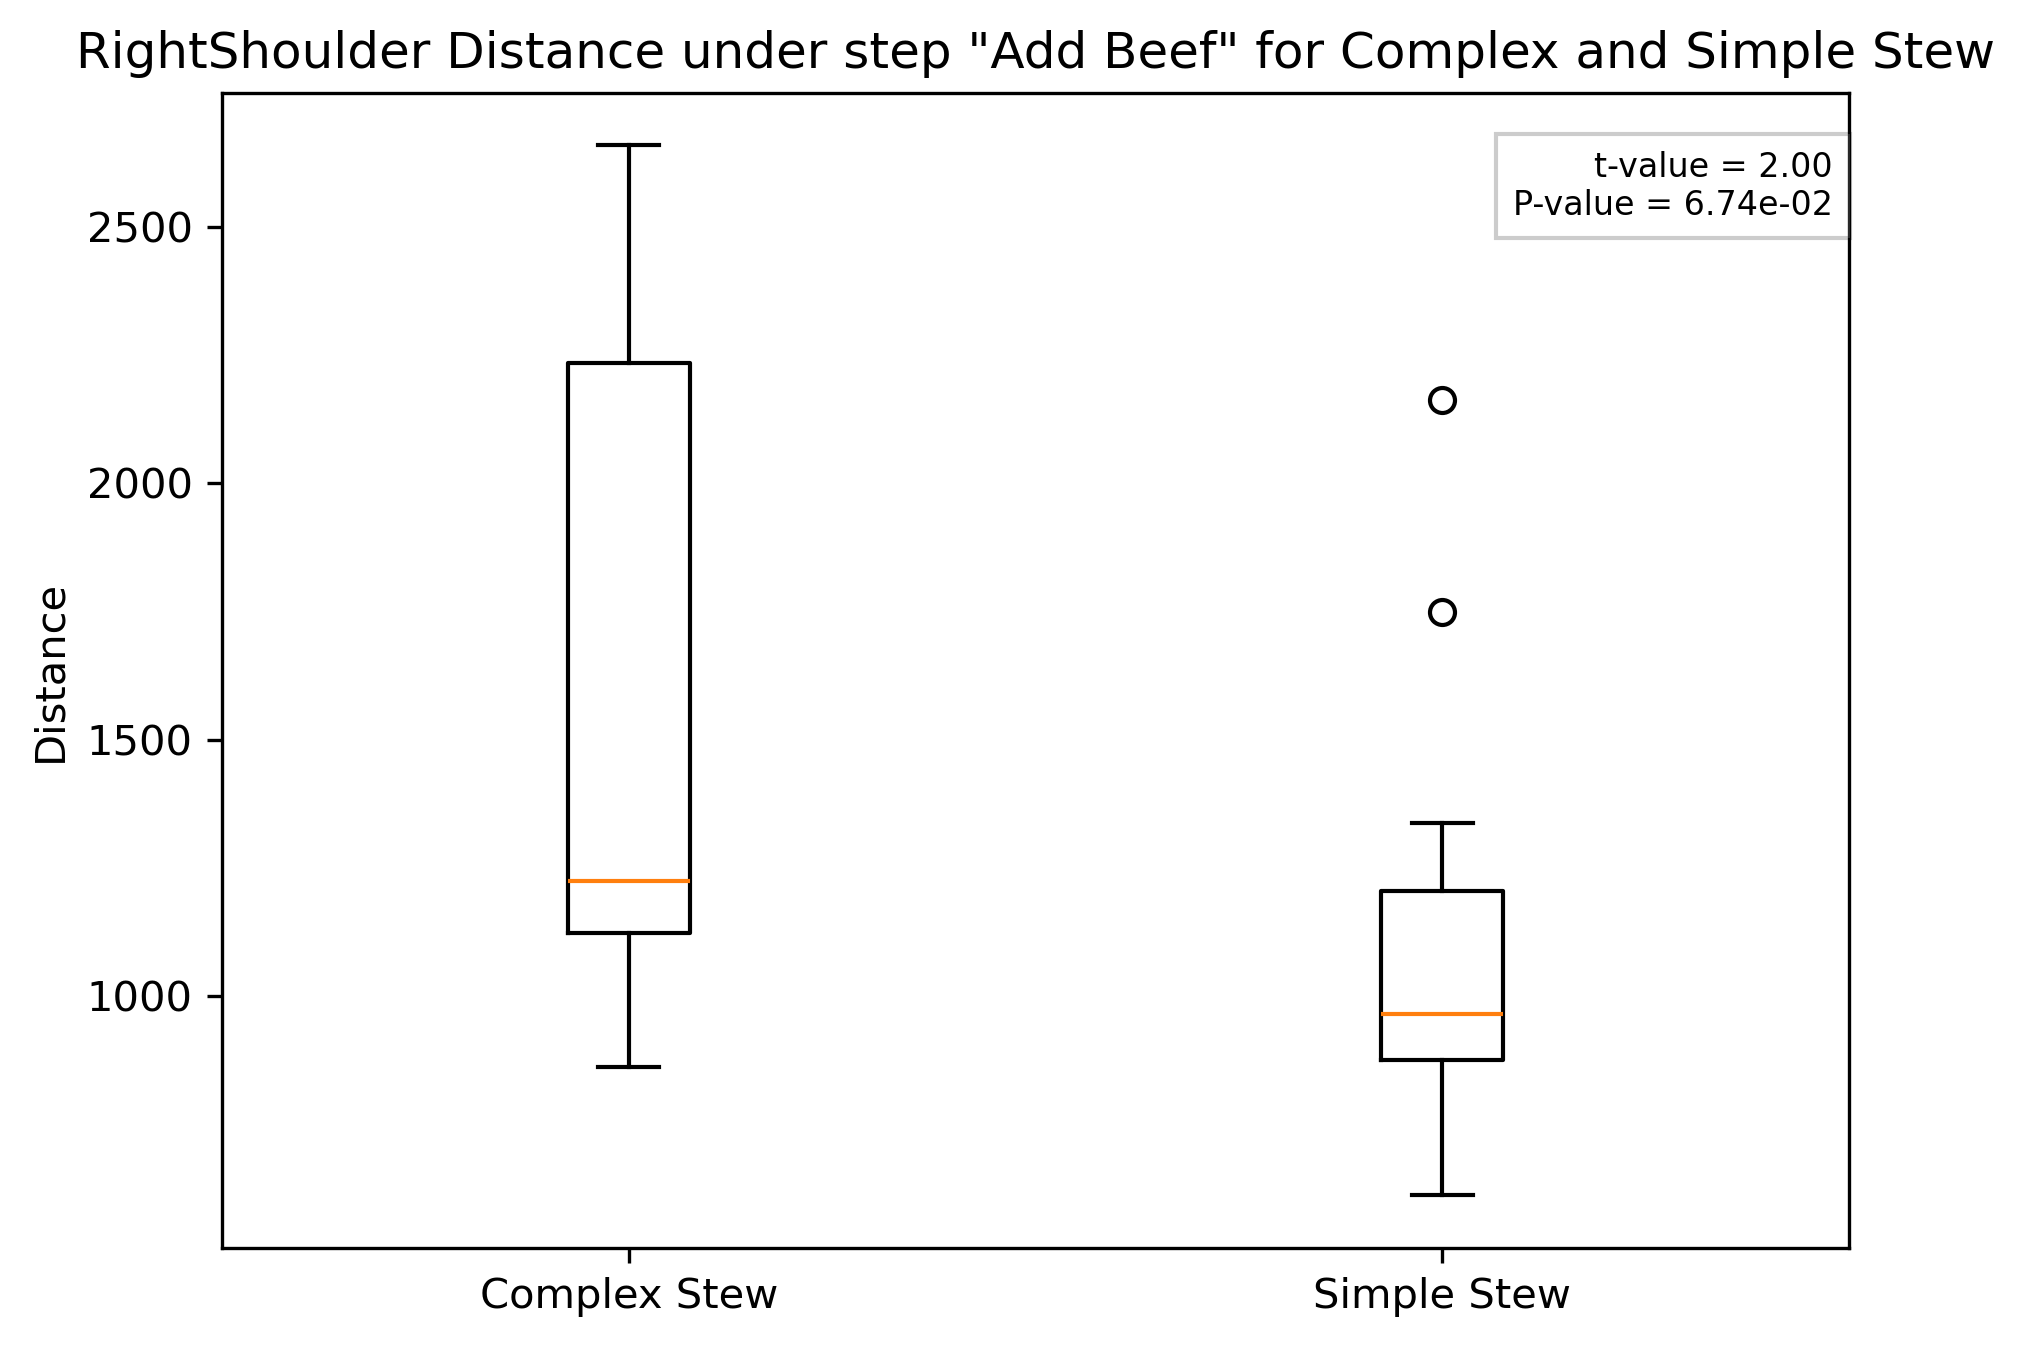 RightShoulder Distance under step "Add Beef" for Complex and Simple Stew
t-value = 2.00
P-value = 6.74e-02
2500
2000
1500
1000
Distance
Complex Stew
Simple Stew